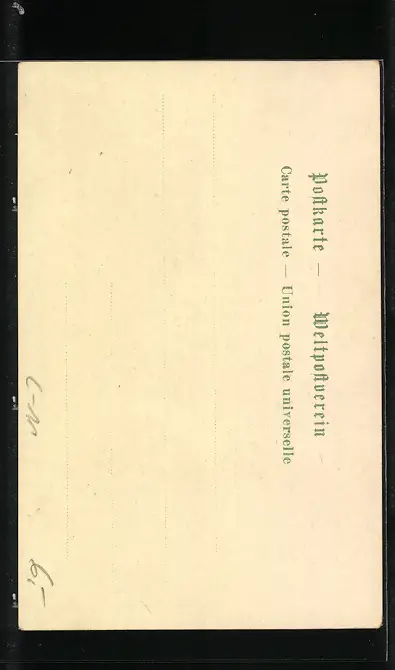 Postkarte — Weltpostverein
Carte postale — Union postale universelle
6,-